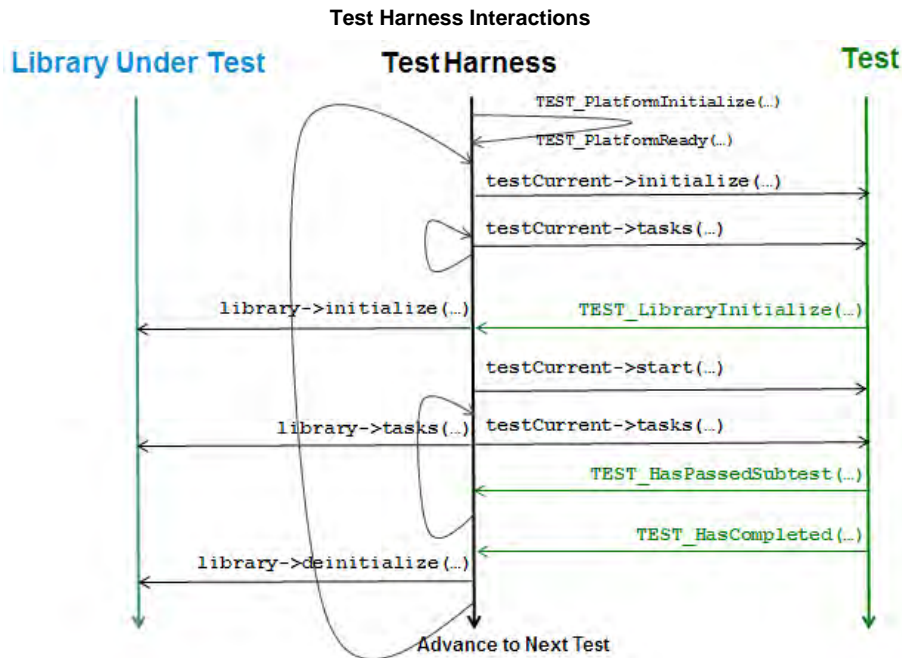 Test Harness Interactions
Library Under Test
Test Harness
Test
TEST_PlatformInitialize(…)
TEST_PlatformReady(…)
testCurrent->initialize(…)
testCurrent->tasks(…)
library->initialize(…)
TEST_LibraryInitialize(…)
testCurrent->start(…)
library->tasks(…)
testCurrent->tasks(…)
TEST_HasPassedSubtest(…)
TEST_HasCompleted(…)
library->deinitialize(…)
Advance to Next Test